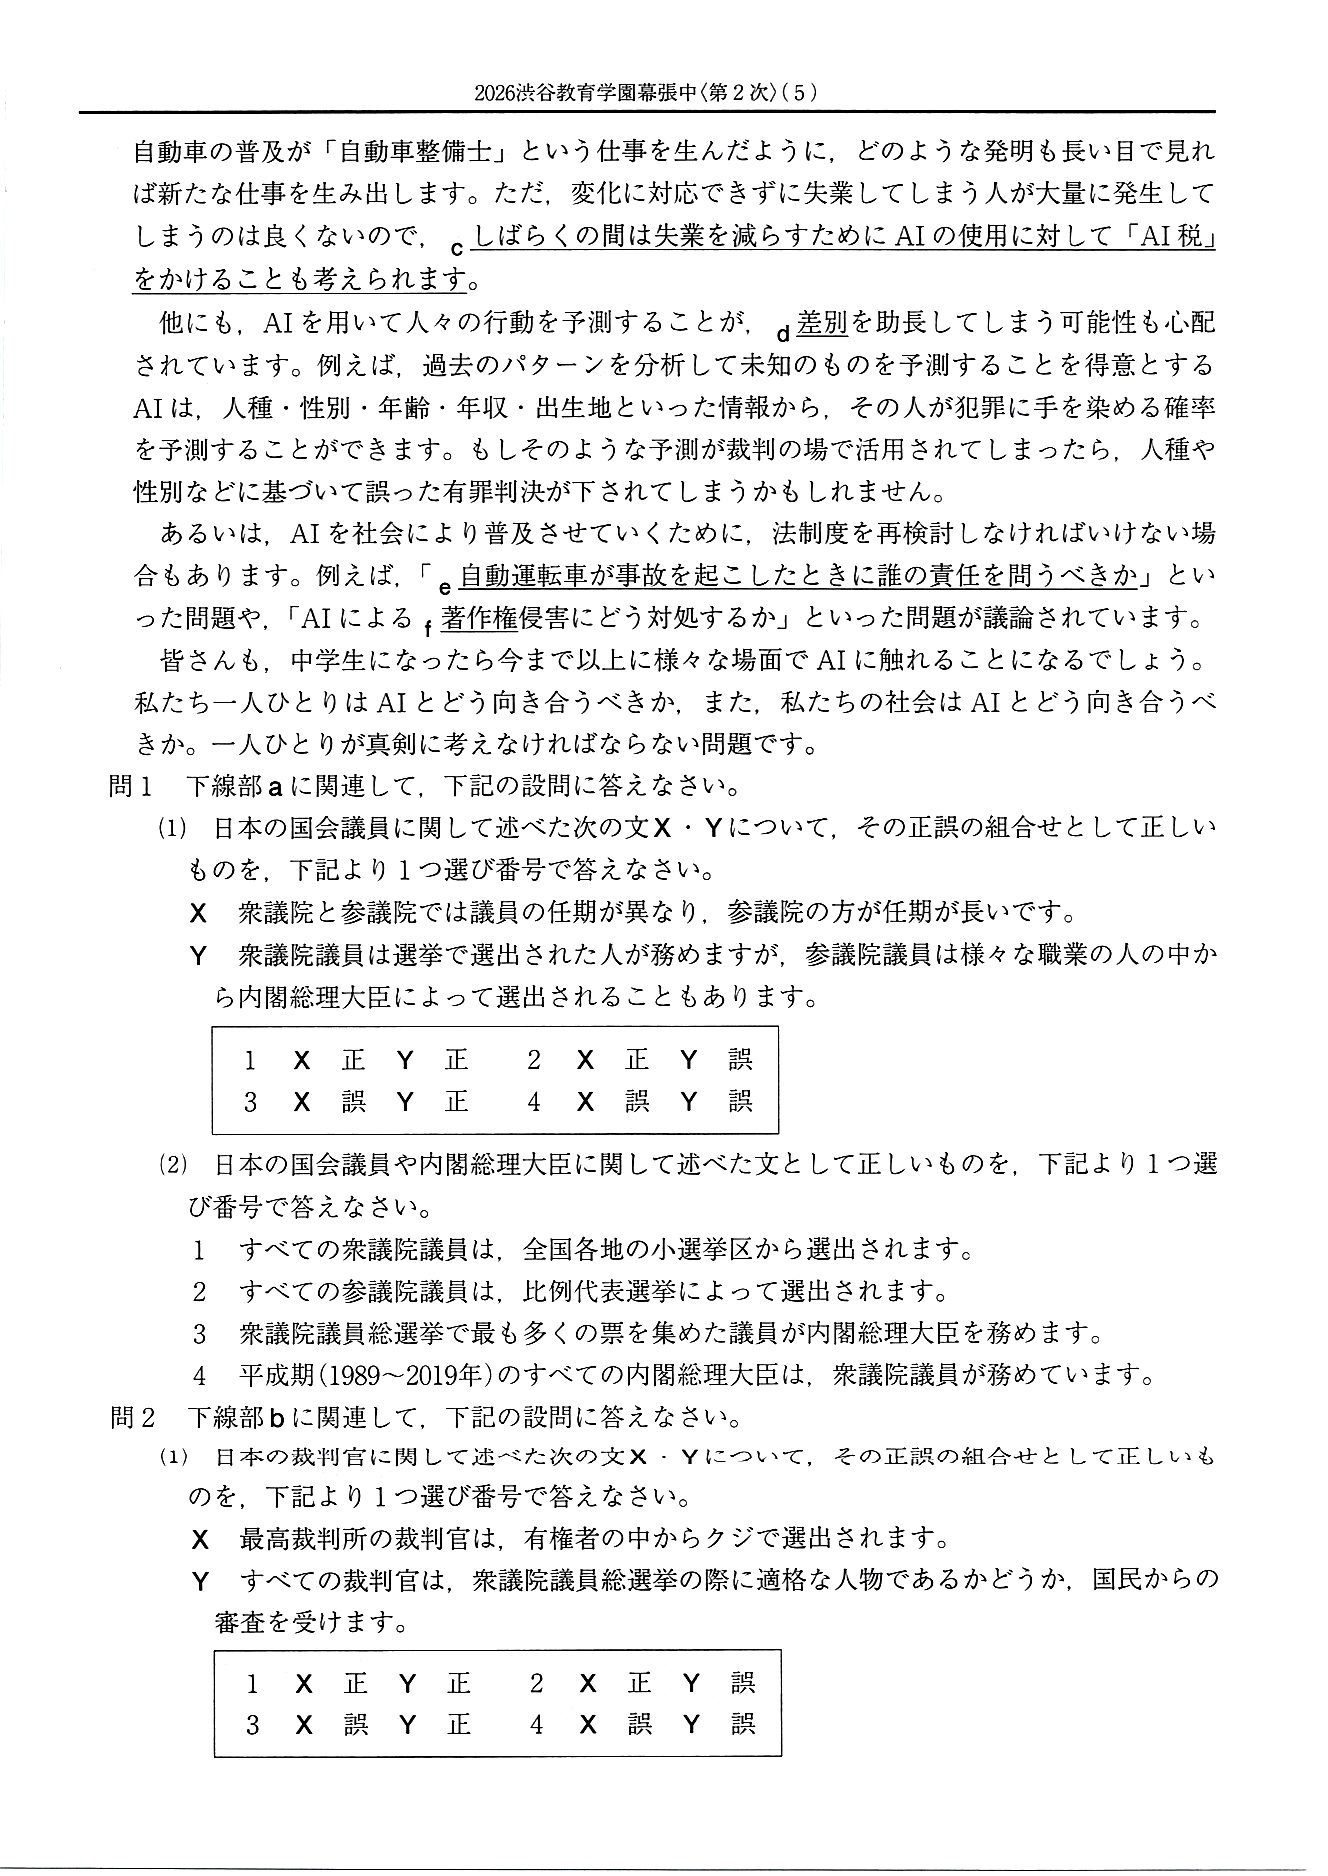 2026渋谷教育学園幕張中〈第2次〉(5)
自動車の普及が「自動車整備士」という仕事を生んだように，どのような発明も長い目で見れ
ば新たな仕事を生み出します。ただ，変化に対応できずに失業してしまう人が大量に発生して
しまうのは良くないので，cしばらくの間は失業を減らすためにAIの使用に対して「AI税」
をかけることも考えられます。
他にも，AIを用いて人々の行動を予測することが，d差別を助長してしまう可能性も心配
されています。例えば，過去のパターンを分析して未知のものを予測することを得意とする
AIは，人種・性別・年齢・年収・出生地といった情報から，その人が犯罪に手を染める確率
を予測することができます。もしそのような予測が裁判の場で活用されてしまったら，人種や
性別などに基づいて誤った有罪判決が下されてしまうかもしれません。
あるいは，AIを社会により普及させていくために，法制度を再検討しなければいけない場
合もあります。例えば，「e自動運転車が事故を起こしたときに誰の責任を問うべきか」とい
った問題や，「AIによるf著作権侵害にどう対処するか」といった問題が議論されています。
皆さんも，中学生になったら今まで以上に様々な場面でAIに触れることになるでしょう。
私たち一人ひとりはAIとどう向き合うべきか，また，私たちの社会はAIとどう向き合うべ
きか。一人ひとりが真剣に考えなければならない問題です。
問1 下線部aに関連して，下記の設問に答えなさい。
(1) 日本の国会議員に関して述べた次の文X・Yについて，その正誤の組合せとして正しい
ものを，下記より1つ選び番号で答えなさい。
X 衆議院と参議院では議員の任期が異なり，参議院の方が任期が長いです。
Y 衆議院議員は選挙で選出された人が務めますが，参議院議員は様々な職業の人の中か
ら内閣総理大臣によって選出されることもあります。
1 X 正 Y 正 2 X 正 Y 誤
3 X 誤 Y 正 4 X 誤 Y 誤
(2) 日本の国会議員や内閣総理大臣に関して述べた文として正しいものを，下記より1つ選
び番号で答えなさい。
1 すべての衆議院議員は，全国各地の小選挙区から選出されます。
2 すべての参議院議員は，比例代表選挙によって選出されます。
3 衆議院議員総選挙で最も多くの票を集めた議員が内閣総理大臣を務めます。
4 平成期(1989～2019年)のすべての内閣総理大臣は，衆議院議員が務めています。
問2 下線部bに関連して，下記の設問に答えなさい。
(1) 日本の裁判官に関して述べた次の文X・Yについて，その正誤の組合せとして正しいも
のを，下記より1つ選び番号で答えなさい。
X 最高裁判所の裁判官は，有権者の中からクジで選出されます。
Y すべての裁判官は，衆議院議員総選挙の際に適格な人物であるかどうか，国民からの
審査を受けます。
1 X 正 Y 正 2 X 正 Y 誤
3 X 誤 Y 正 4 X 誤 Y 誤